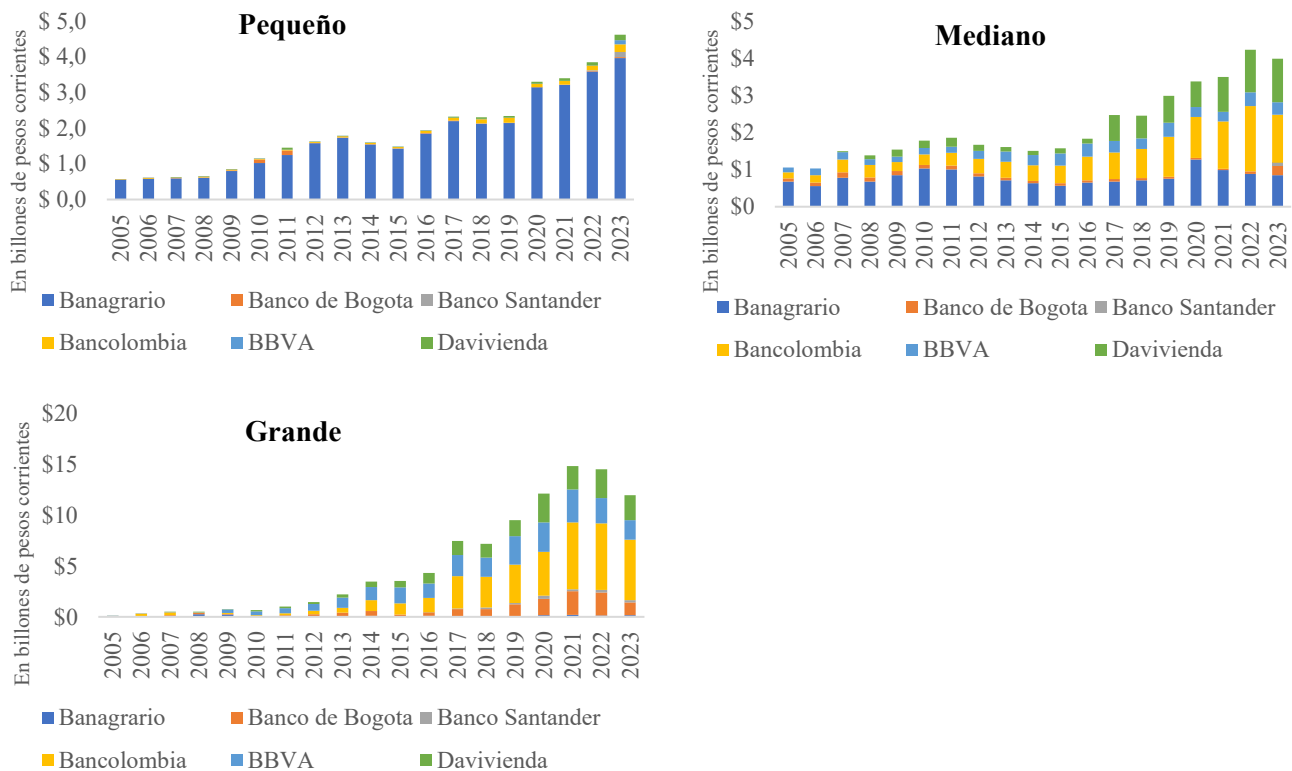 Pequeño
En billones de pesos corrientes
$ 5,0
$ 4,0
$ 3,0
$ 2,0
$ 1,0
$ 0,0
2005 2006 2007 2008 2009 2010 2011 2012 2013 2014 2015 2016 2017 2018 2019 2020 2021 2022 2023
Banagrario Banco de Bogota Banco Santander
Bancolombia BBVA Davivienda
Mediano
En billones de pesos corrientes
$5
$4
$3
$2
$1
$0
2005 2006 2007 2008 2009 2010 2011 2012 2013 2014 2015 2016 2017 2018 2019 2020 2021 2022 2023
Banagrario Banco de Bogota Banco Santander
Bancolombia BBVA Davivienda
Grande
En billones de pesos corrientes
$20
$15
$10
$5
$0
2005 2006 2007 2008 2009 2010 2011 2012 2013 2014 2015 2016 2017 2018 2019 2020 2021 2022 2023
Banagrario Banco de Bogota Banco Santander
Bancolombia BBVA Davivienda